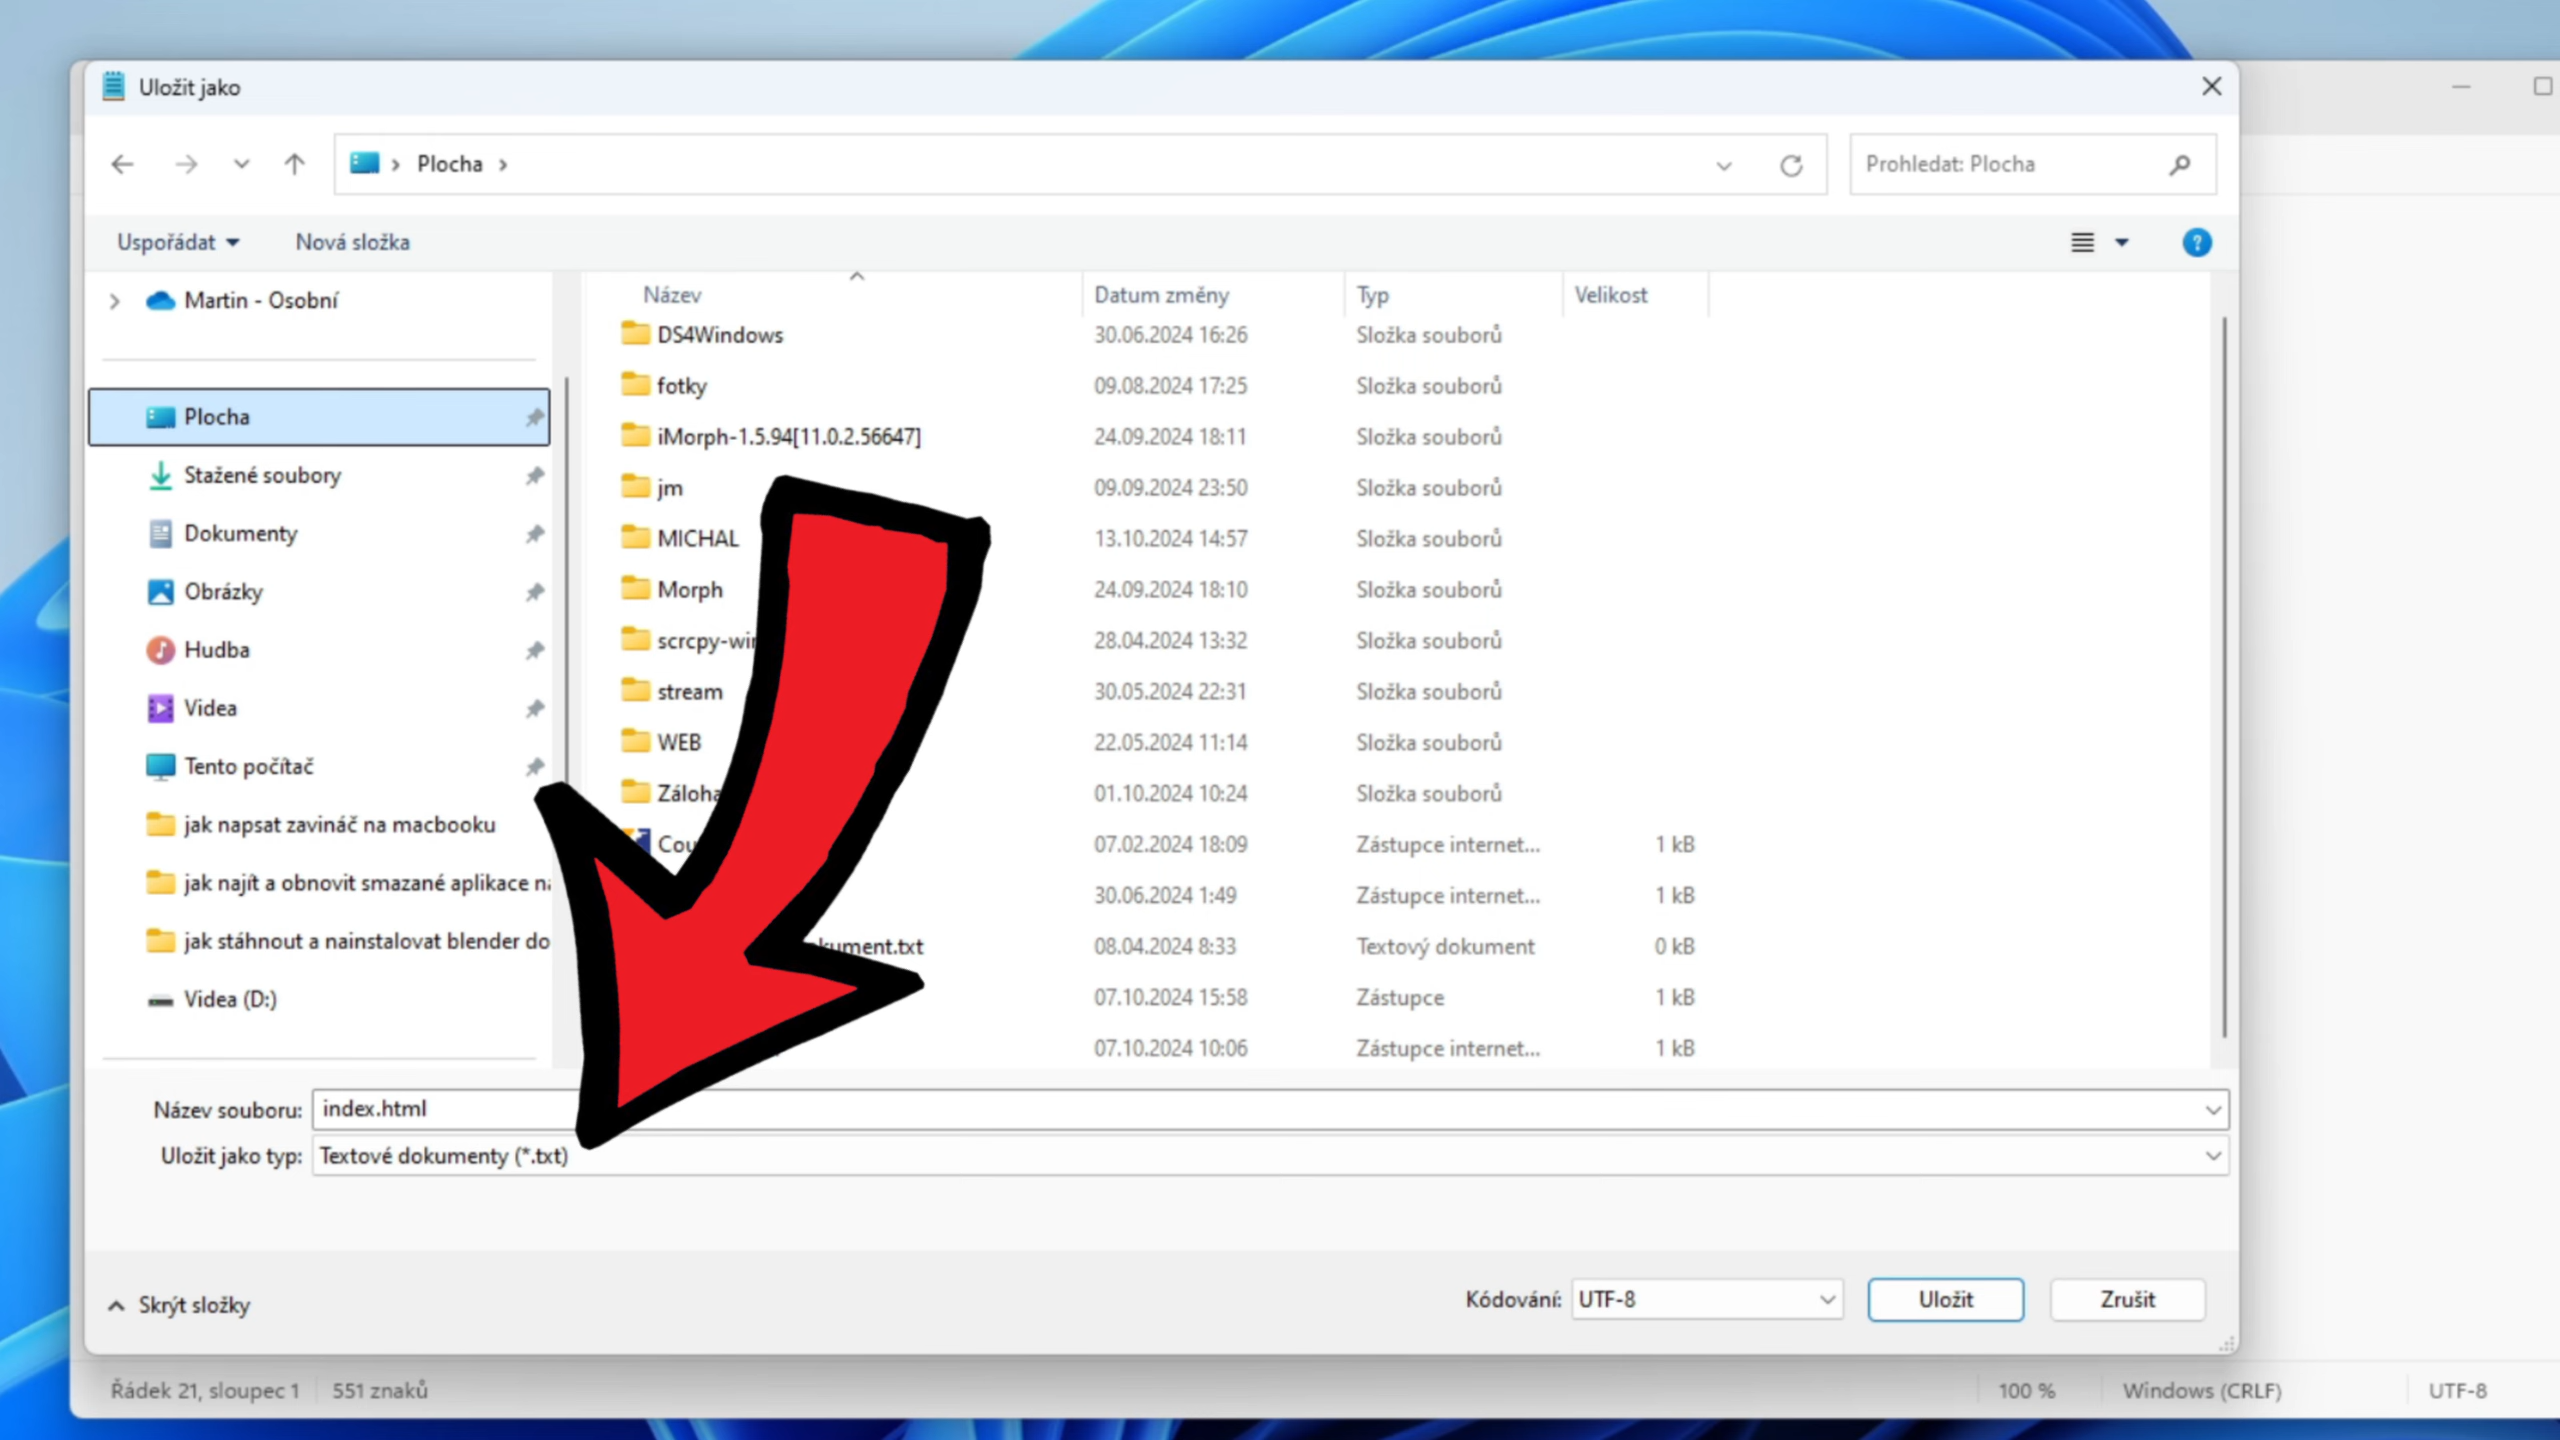 Uložit jako
Plocha
Prohledat: Plocha
Uspořádat
Nová složka
Martin - Osobní
Plocha
Stažené soubory
Dokumenty
Obrázky
Hudba
Videa
Tento počítač
jak napsat zavináč na macbooku
jak najít a obnovit smazané aplikace
jak stáhnout a nainstalovat blender do
Videa (D:)
Název Datum změny Typ Velikost
DS4Windows 30.06.2024 16:26 Složka souborů
fotky 09.08.2024 17:25 Složka souborů
iMorph-1.5.94[11.0.2.56647] 24.09.2024 18:11 Složka souborů
jm 09.09.2024 23:50 Složka souborů
MICHAL 13.10.2024 14:57 Složka souborů
Morph 24.09.2024 18:10 Složka souborů
scrcpy-wi 28.04.2024 13:32 Složka souborů
stream 30.05.2024 22:31 Složka souborů
WEB 22.05.2024 11:14 Složka souborů
Záloha 01.10.2024 10:24 Složka souborů
Cou 07.02.2024 18:09 Zástupce internet... 1 kB
30.06.2024 1:49 Zástupce internet... 1 kB
kument.txt 08.04.2024 8:33 Textový dokument 0 kB
07.10.2024 15:58 Zástupce 1 kB
07.10.2024 10:06 Zástupce internet... 1 kB
Název souboru: index.html
Uložit jako typ: Textové dokumenty (*.txt)
Skrýt složky
Kódování: UTF-8
Uložit
Zrušit
Řádek 21, sloupec 1 551 znaků 100 % Windows (CRLF) UTF-8